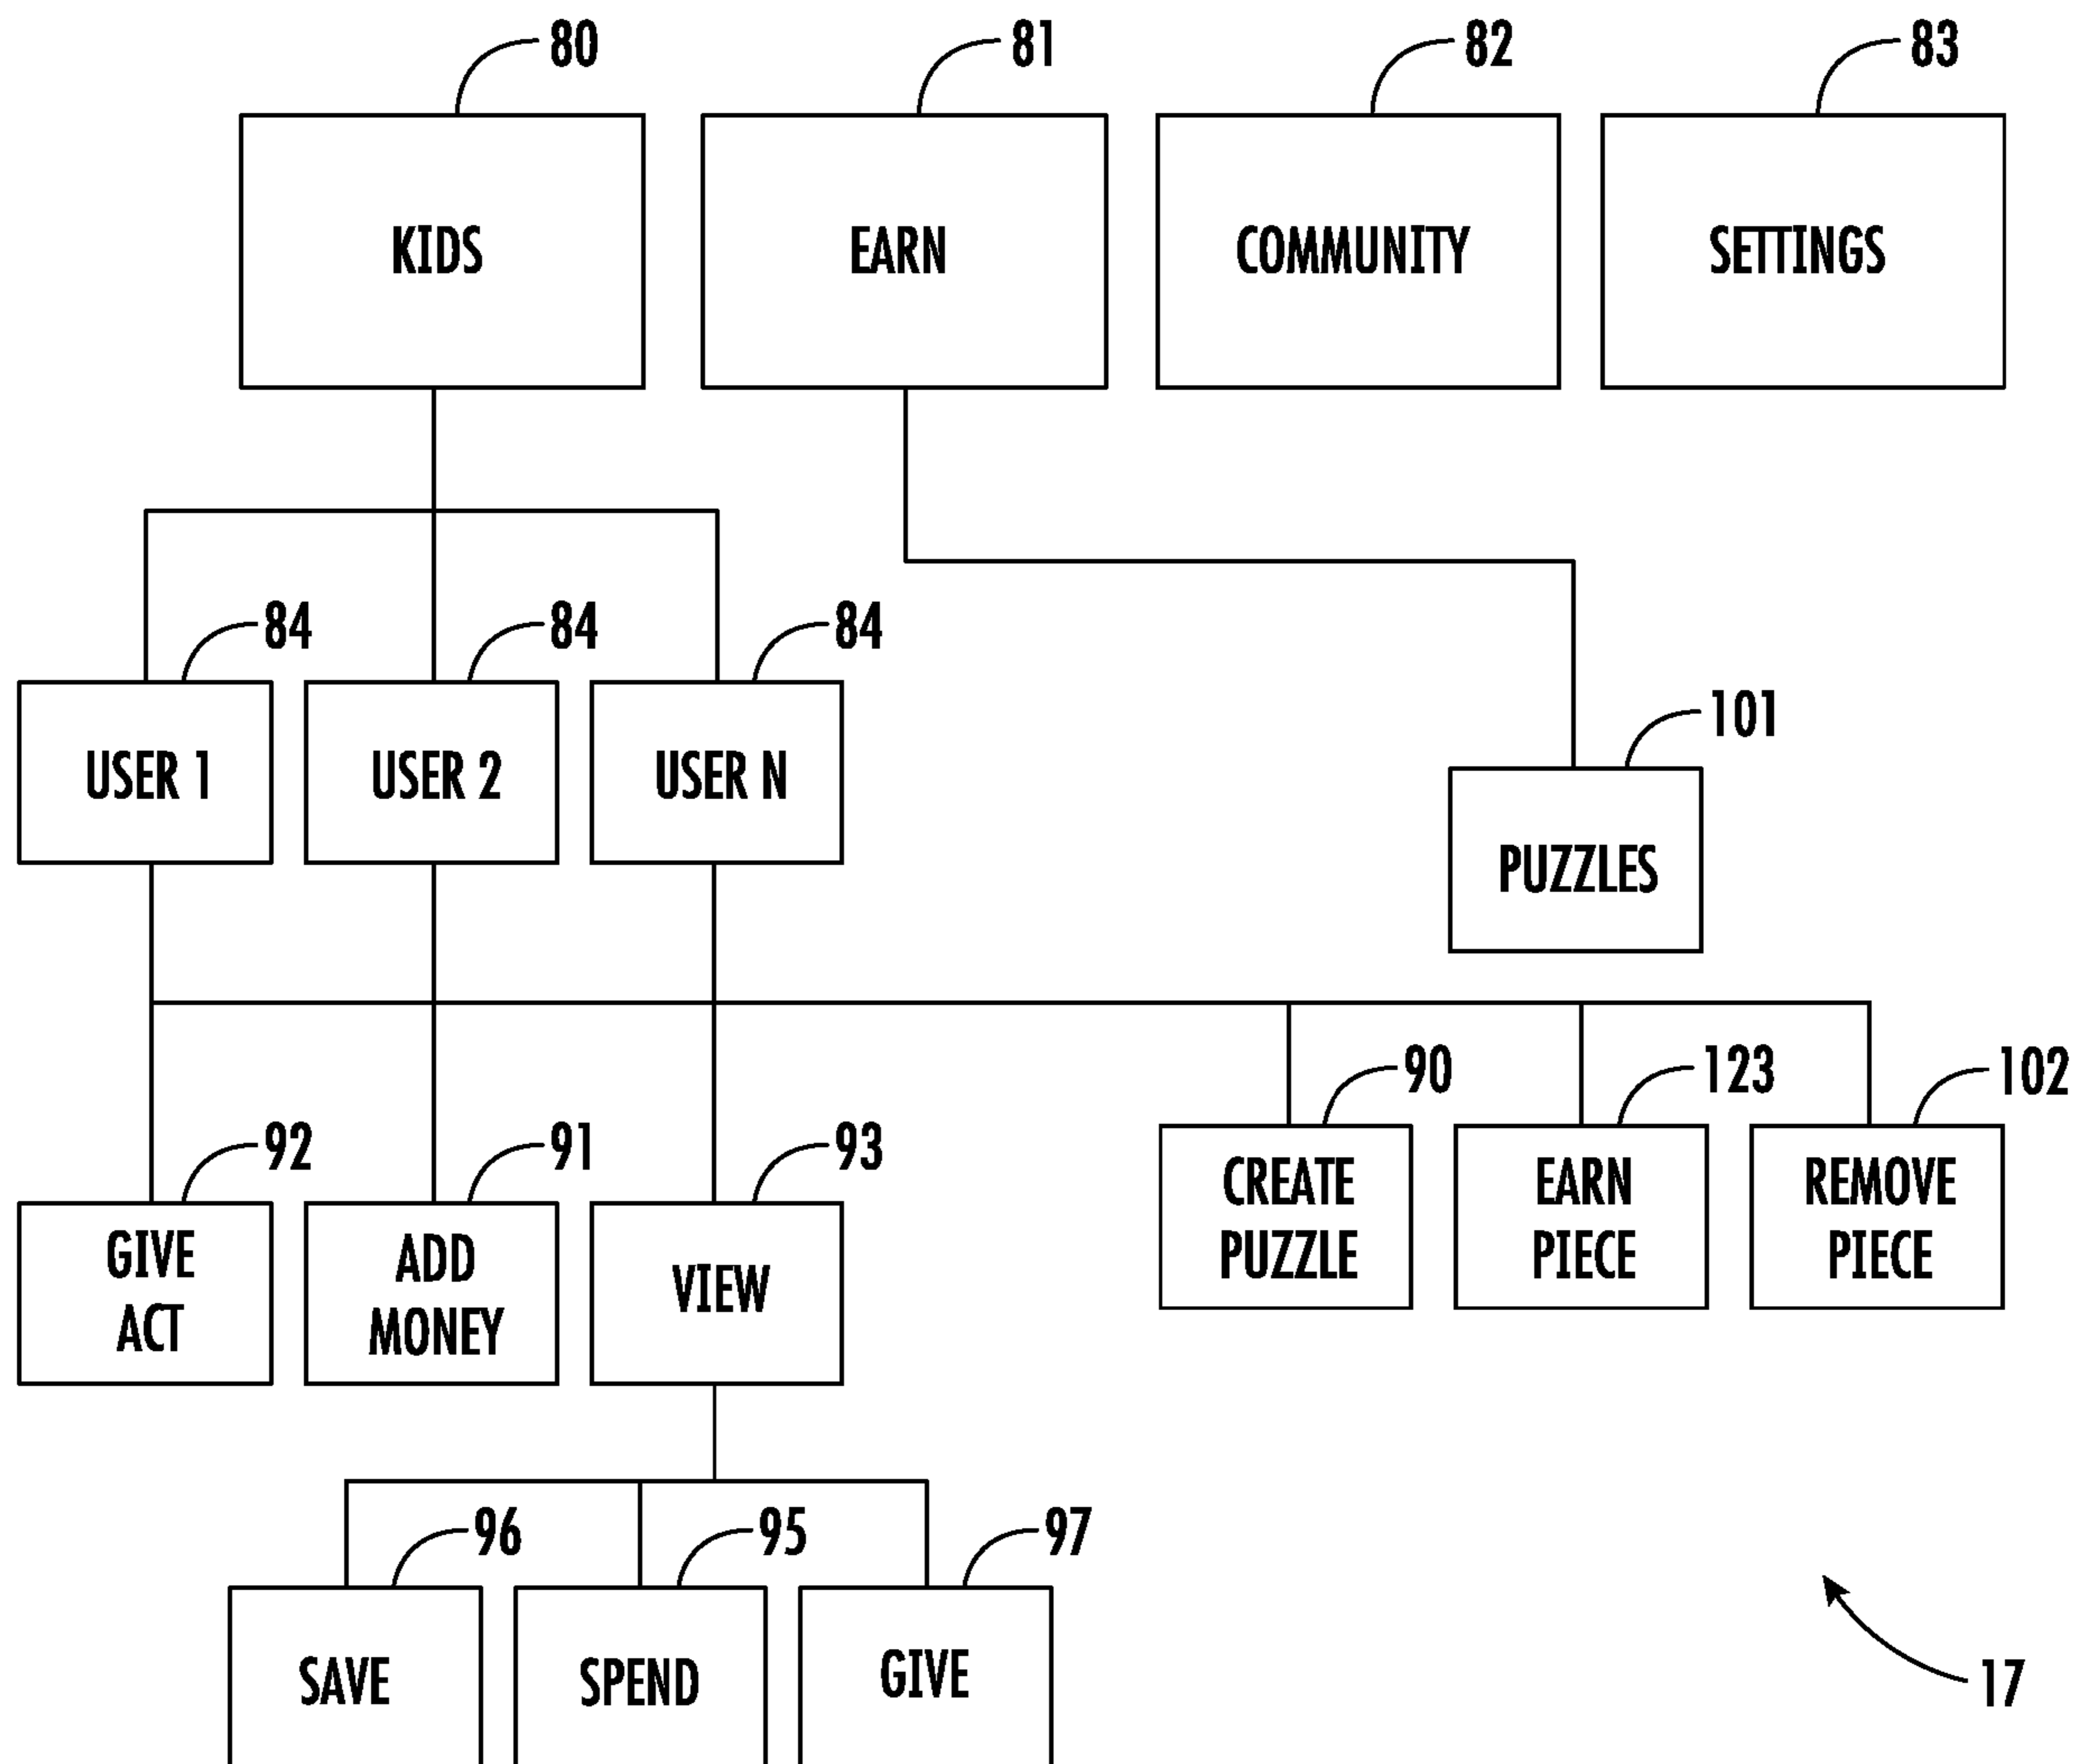 80
81
82
83
KIDS
EARN
COMMUNITY
SETTINGS
84
84
84
101
USER 1
USER 2
USER N
PUZZLES
90
123
102
92
91
93
CREATE
PUZZLE
EARN
PIECE
REMOVE
PIECE
GIVE
ACT
ADD
MONEY
VIEW
96
95
97
SAVE
SPEND
GIVE
17